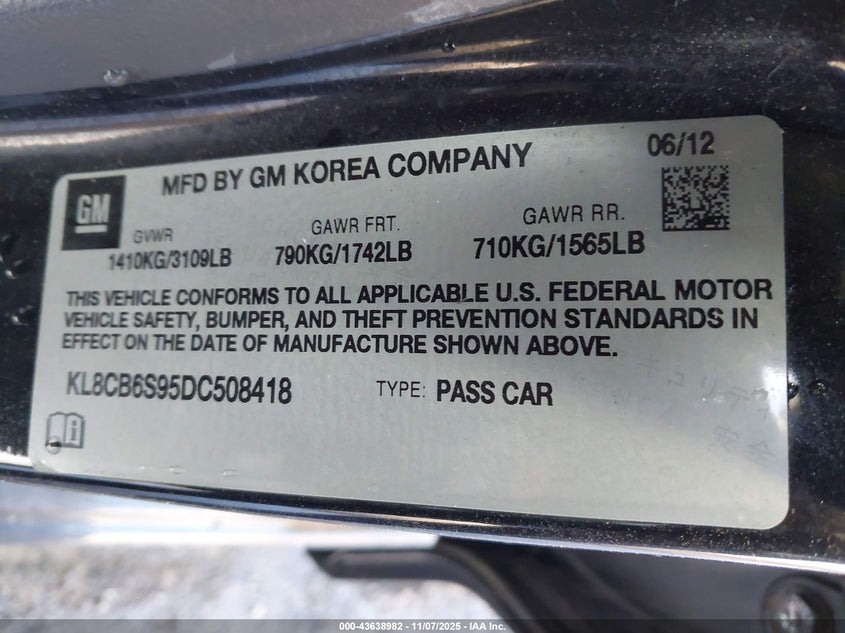 GM
MFD BY GM KOREA COMPANY
06/12
GVWR
GAWR FRT.
GAWR RR.
1410KG/3109LB
790KG/1742LB
710KG/1565LB
THIS VEHICLE CONFORMS TO ALL APPLICABLE U.S. FEDERAL MOTOR
VEHICLE SAFETY, BUMPER, AND THEFT PREVENTION STANDARDS IN
EFFECT ON THE DATE OF MANUFACTURE SHOWN ABOVE.
KL8CB6S95DC508418
TYPE: PASS CAR
000-43638982 - 11/07/2025 - IAA Inc.